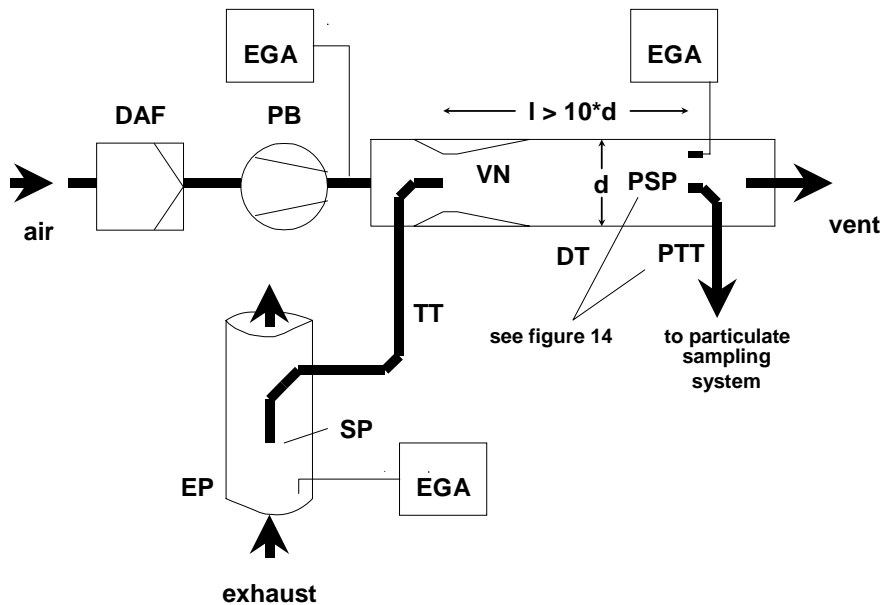 EGA
EGA
DAF
PB
l > 10*d
VN
d
PSP
air
vent
DT
PTT
TT
see figure 14
to particulate
sampling
system
SP
EP
EGA
exhaust